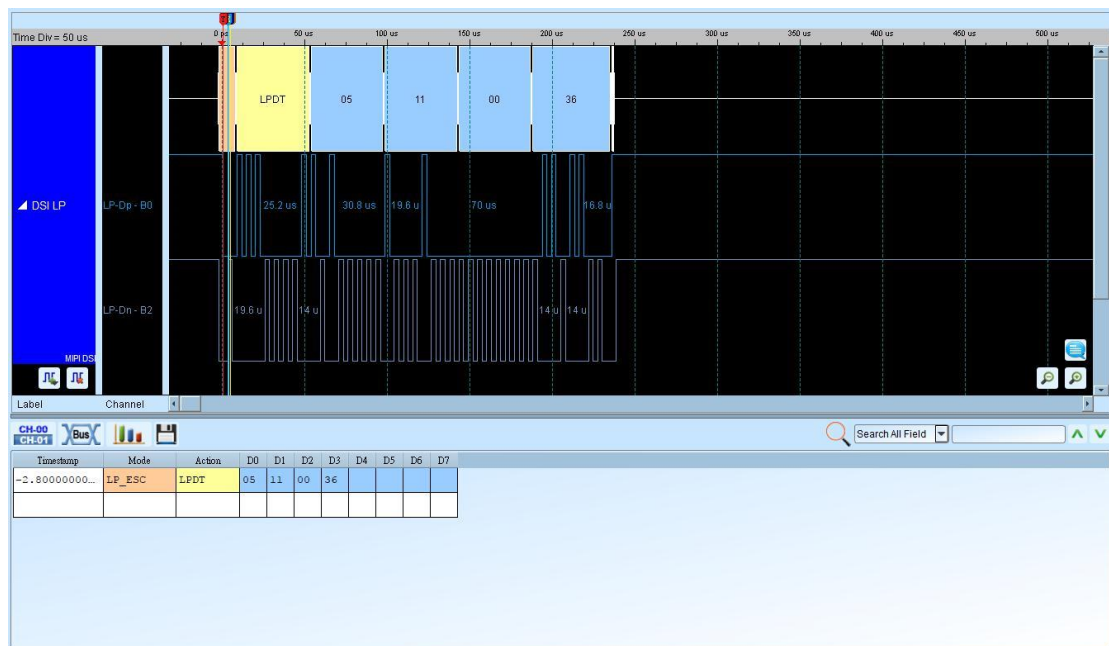 Time Div = 50 us
0 ps 50 us 100 us 150 us 200 us 250 us 300 us 350 us 400 us 450 us 500 us
LPDT 05 11 00 36
DSI LP LP-Dp - B0 25.2 us 30.8 us 19.6 u 70 us 16.8 u
LP-Dn - B2 19.6 u 14 u 14 u 14 u
MIPI DSI
Label Channel
CH-00
CH-01 Bus Search All Field
Timestamp Mode Action D0 D1 D2 D3 D4 D5 D6 D7
-2.80000000... LP_ESC LPDT 05 11 00 36